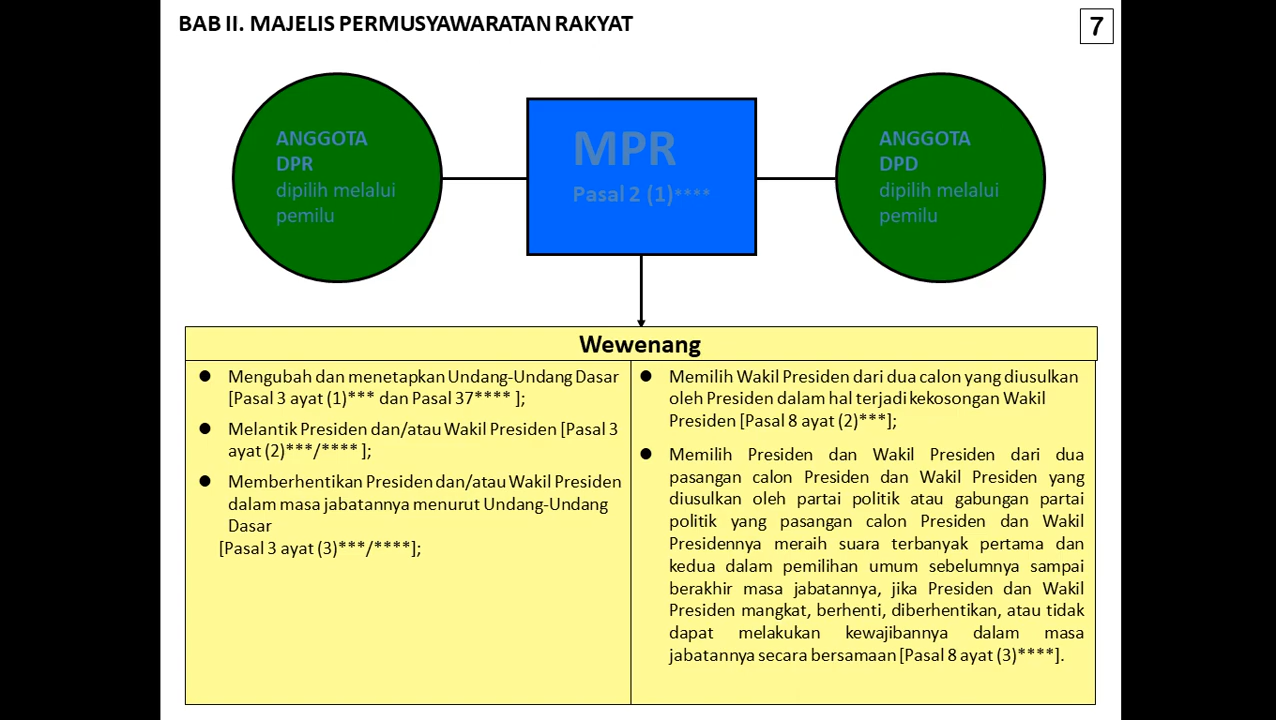 BAB II. MAJELIS PERMUSYAWARATAN RAKYAT
7
ANGGOTA
DPR
dipilih melalui
pemilu
MPR
Pasal 2 (1)****
ANGGOTA
DPD
dipilih melalui
pemilu
Wewenang
● Mengubah dan menetapkan Undang-Undang Dasar
[Pasal 3 ayat (1)*** dan Pasal 37**** ];
● Melantik Presiden dan/atau Wakil Presiden [Pasal 3
ayat (2)***/**** ];
● Memberhentikan Presiden dan/atau Wakil Presiden
dalam masa jabatannya menurut Undang-Undang
Dasar
[Pasal 3 ayat (3)***/****];
● Memilih Wakil Presiden dari dua calon yang diusulkan
oleh Presiden dalam hal terjadi kekosongan Wakil
Presiden [Pasal 8 ayat (2)***];
● Memilih Presiden dan Wakil Presiden dari dua
pasangan calon Presiden dan Wakil Presiden yang
diusulkan oleh partai politik atau gabungan partai
politik yang pasangan calon Presiden dan Wakil
Presidennya meraih suara terbanyak pertama dan
kedua dalam pemilihan umum sebelumnya sampai
berakhir masa jabatannya, jika Presiden dan Wakil
Presiden mangkat, berhenti, diberhentikan, atau tidak
dapat melakukan kewajibannya dalam masa
jabatannya secara bersamaan [Pasal 8 ayat (3)****].